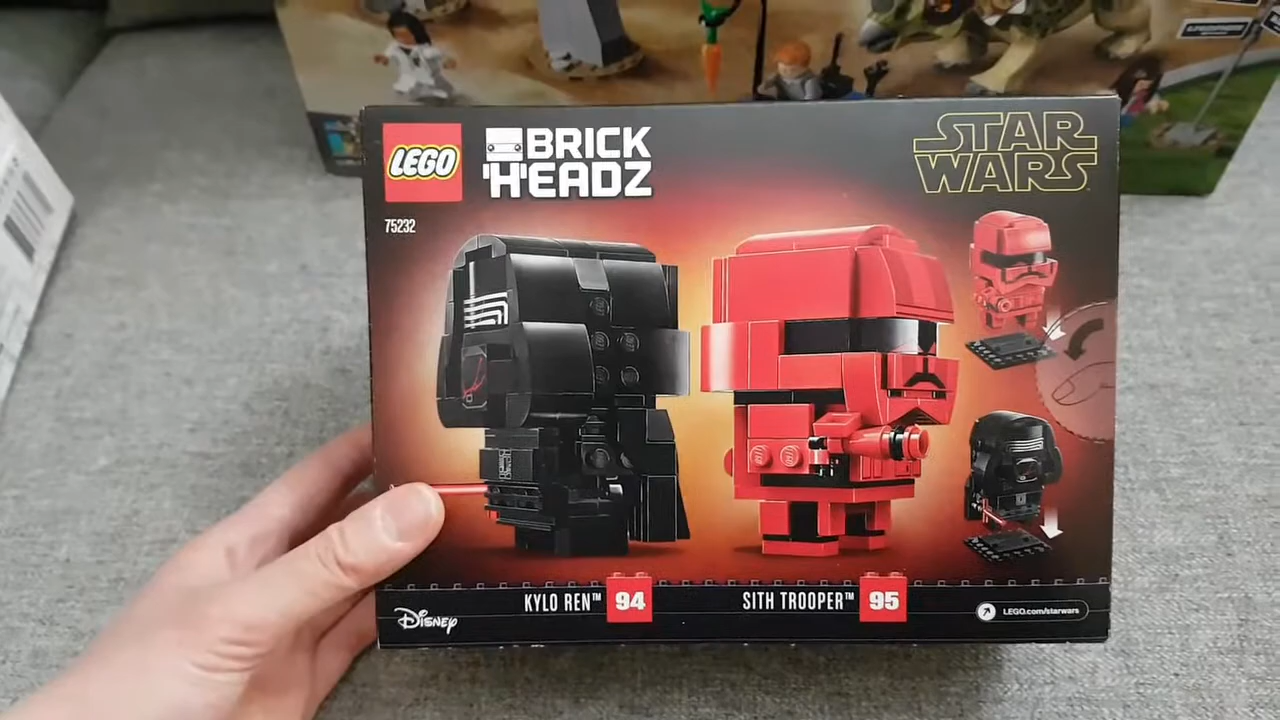 LEGO
BRICK
HEADZ
STAR
WARS
75232
KYLO REN™ 94
SITH TROOPER™ 95
Disney
LEGO.com/starwars